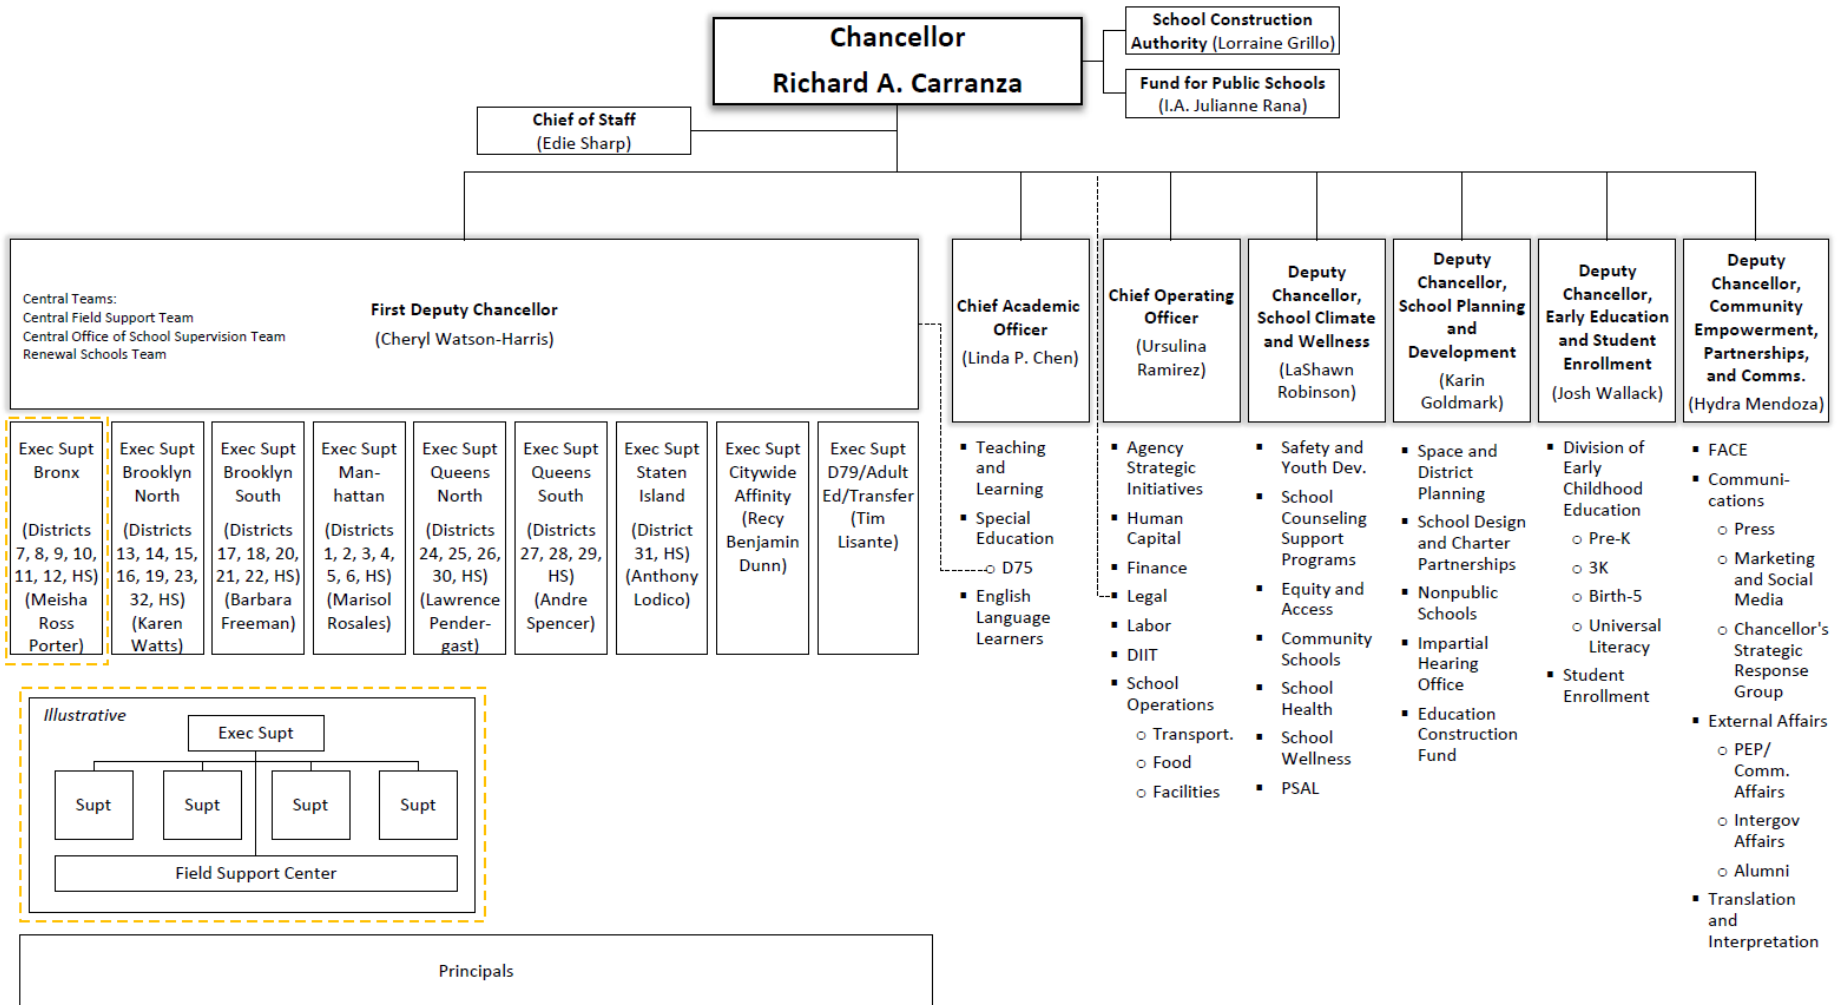 Chancellor
Richard A. Carranza
School Construction
Authority (Lorraine Grillo)
Fund for Public Schools
(I.A. Julianne Rana)
Chief of Staff
(Edie Sharp)
Central Teams:
Central Field Support Team
Central Office of School Supervision Team
Renewal Schools Team
First Deputy Chancellor
(Cheryl Watson-Harris)
Chief Academic
Officer
(Linda P. Chen)
Chief Operating
Officer
(Ursulina
Ramirez)
Deputy
Chancellor,
School Climate
and Wellness
(LaShawn
Robinson)
Deputy
Chancellor,
School Planning
and
Development
(Karin
Goldmark)
Deputy
Chancellor,
Early Education
and Student
Enrollment
(Josh Wallack)
Deputy
Chancellor,
Community
Empowerment,
Partnerships,
and Comms.
(Hydra Mendoza)
Exec Supt
Bronx
(Districts
7, 8, 9, 10,
11, 12, HS)
(Meisha
Ross
Porter)
Exec Supt
Brooklyn
North
(Districts
13, 14, 15,
16, 19, 23,
32, HS)
(Karen
Watts)
Exec Supt
Brooklyn
South
(Districts
17, 18, 20,
21, 22, HS)
(Barbara
Freeman)
Exec Supt
Man-
hattan
(Districts
1, 2, 3, 4,
5, 6, HS)
(Marisol
Rosales)
Exec Supt
Queens
North
(Districts
24, 25, 26,
30, HS)
(Lawrence
Pender-
gast)
Exec Supt
Queens
South
(Districts
27, 28, 29,
HS)
(Andre
Spencer)
Exec Supt
Staten
Island
(District
31, HS)
(Anthony
Lodico)
Exec Supt
Citywide
Affinity
(Recy
Benjamin
Dunn)
Exec Supt
D79/Adult
Ed/Transfer
(Tim
Lisante)
▪ Teaching
and
Learning
▪ Special
Education
○ D75
▪ English
Language
Learners
▪ Agency
Strategic
Initiatives
▪ Human
Capital
▪ Finance
▪ Legal
▪ Labor
▪ DIIT
▪ School
Operations
○ Transport.
○ Food
○ Facilities
▪ Safety and
Youth Dev.
▪ School
Counseling
Support
Programs
▪ Equity and
Access
▪ Community
Schools
▪ School
Health
▪ School
Wellness
▪ PSAL
▪ Space and
District
Planning
▪ School Design
and Charter
Partnerships
▪ Nonpublic
Schools
▪ Impartial
Hearing
Office
▪ Education
Construction
Fund
▪ Division of
Early
Childhood
Education
○ Pre-K
○ 3K
○ Birth-5
○ Universal
Literacy
▪ Student
Enrollment
▪ FACE
▪ Communi-
cations
○ Press
○ Marketing
and Social
Media
○ Chancellor's
Strategic
Response
Group
▪ External Affairs
○ PEP/
Comm.
Affairs
○ Intergov
Affairs
○ Alumni
▪ Translation
and
Interpretation
Illustrative
Exec Supt
Supt
Supt
Supt
Supt
Field Support Center
Principals